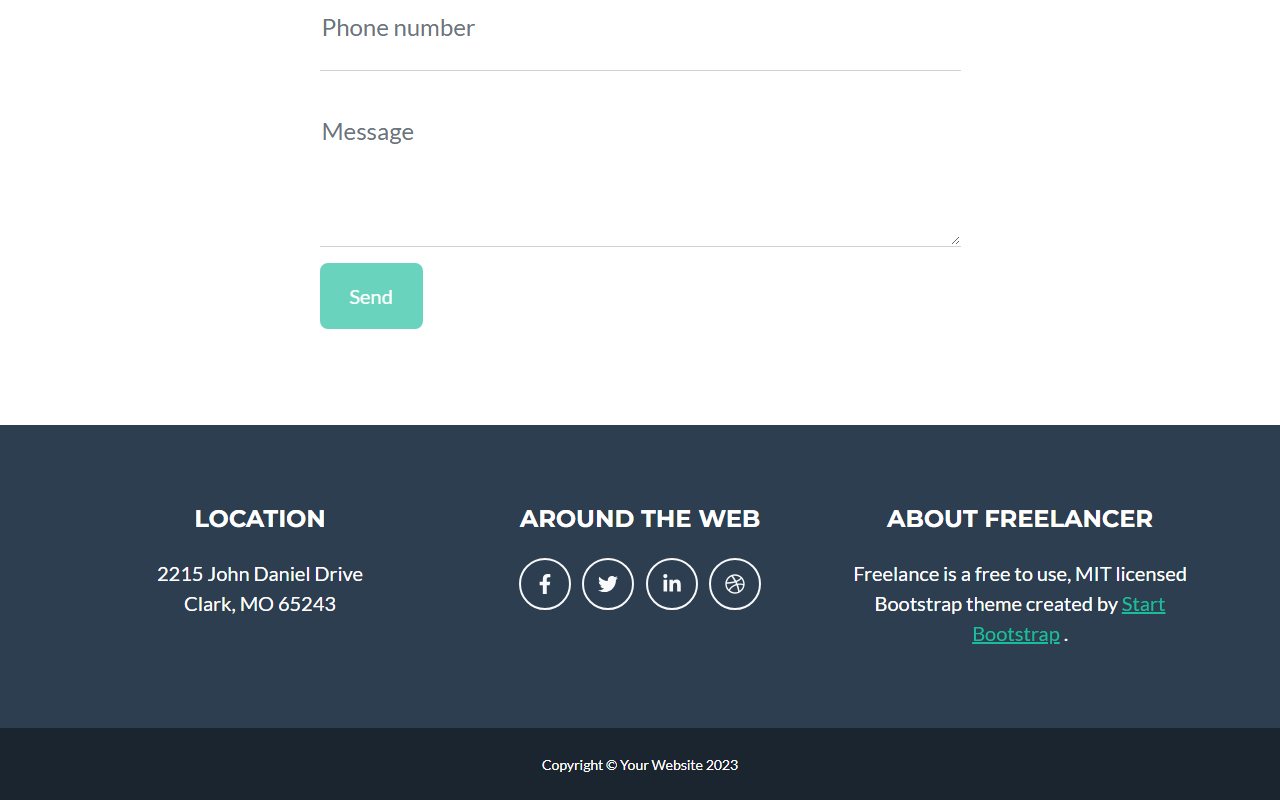 Phone number
Message
Send
LOCATION
2215 John Daniel Drive
Clark, MO 65243
AROUND THE WEB
ABOUT FREELANCER
Freelance is a free to use, MIT licensed
Bootstrap theme created by Start
Bootstrap .
Copyright © Your Website 2023